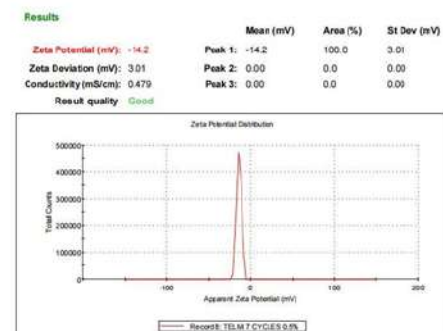 Results
Mean (mV) Area (%) St Dev (mV)
Zeta Potential (mV): -14.2 Peak 1: -14.2 100.0 3.01
Zeta Deviation (mV): 3.01 Peak 2: 0.00 0.0 0.00
Conductivity (mS/cm): 0.479 Peak 3: 0.00 0.0 0.00
Result quality Good
Zeta Potential Distribution
500000
400000
300000
200000
100000
0
Total Counts
-100 0 100 200
Apparent Zeta Potential (mV)
Record 8: TELM 7 CYCLES 0.5%